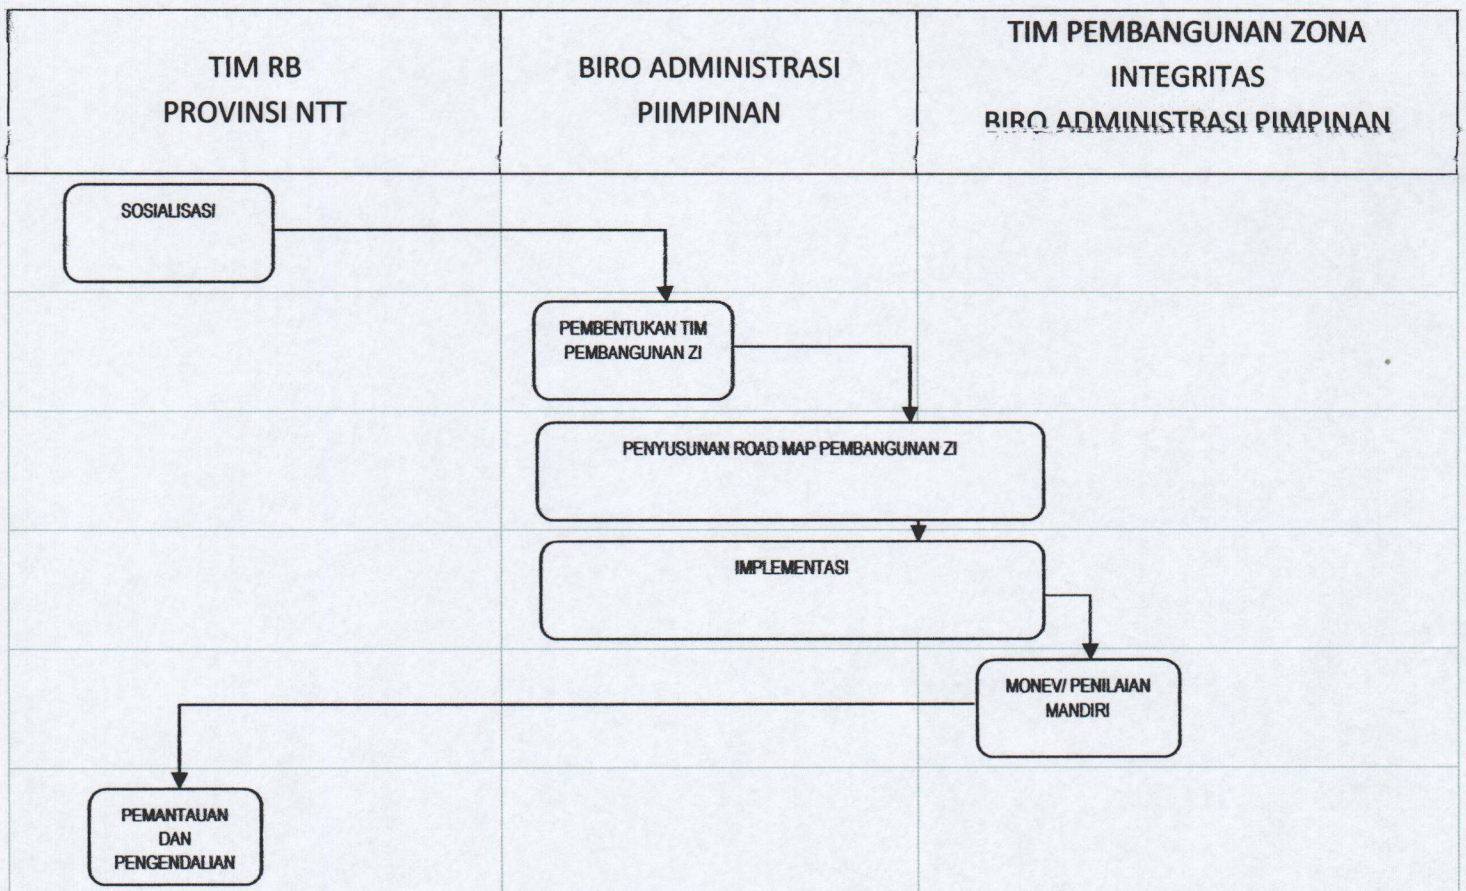 TIM RB
PROVINSI NTT
BIRO ADMINISTRASI
PIIMPINAN
TIM PEMBANGUNAN ZONA
INTEGRITAS
BIRO ADMINISTRASI PIMPINAN
SOSIALISASI
PEMBENTUKAN TIM
PEMBANGUNAN ZI
PENYUSUNAN ROAD MAP PEMBANGUNAN ZI
IMPLEMENTASI
MONEV/ PENILAIAN
MANDIRI
PEMANTAUAN
DAN
PENGENDALIAN